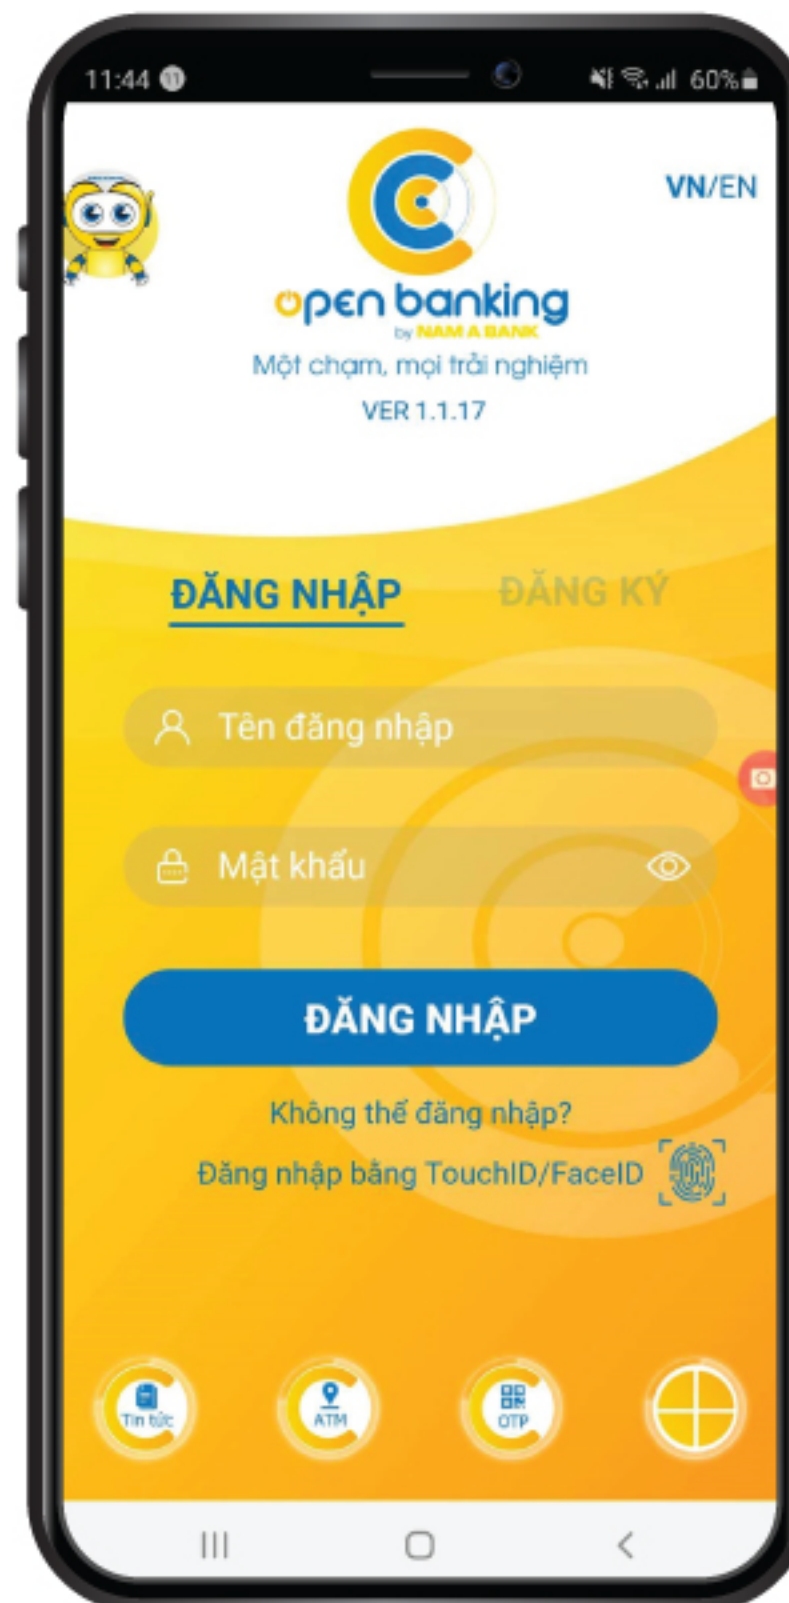 11:44 11 60%
VN/EN
open banking
by NAM A BANK
Một chạm, mọi trải nghiệm
VER 1.1.17
ĐĂNG NHẬP ĐĂNG KÝ
Tên đăng nhập
Mật khẩu
ĐĂNG NHẬP
Không thể đăng nhập?
Đăng nhập bằng TouchID/FaceID
Tin tức ATM OTP